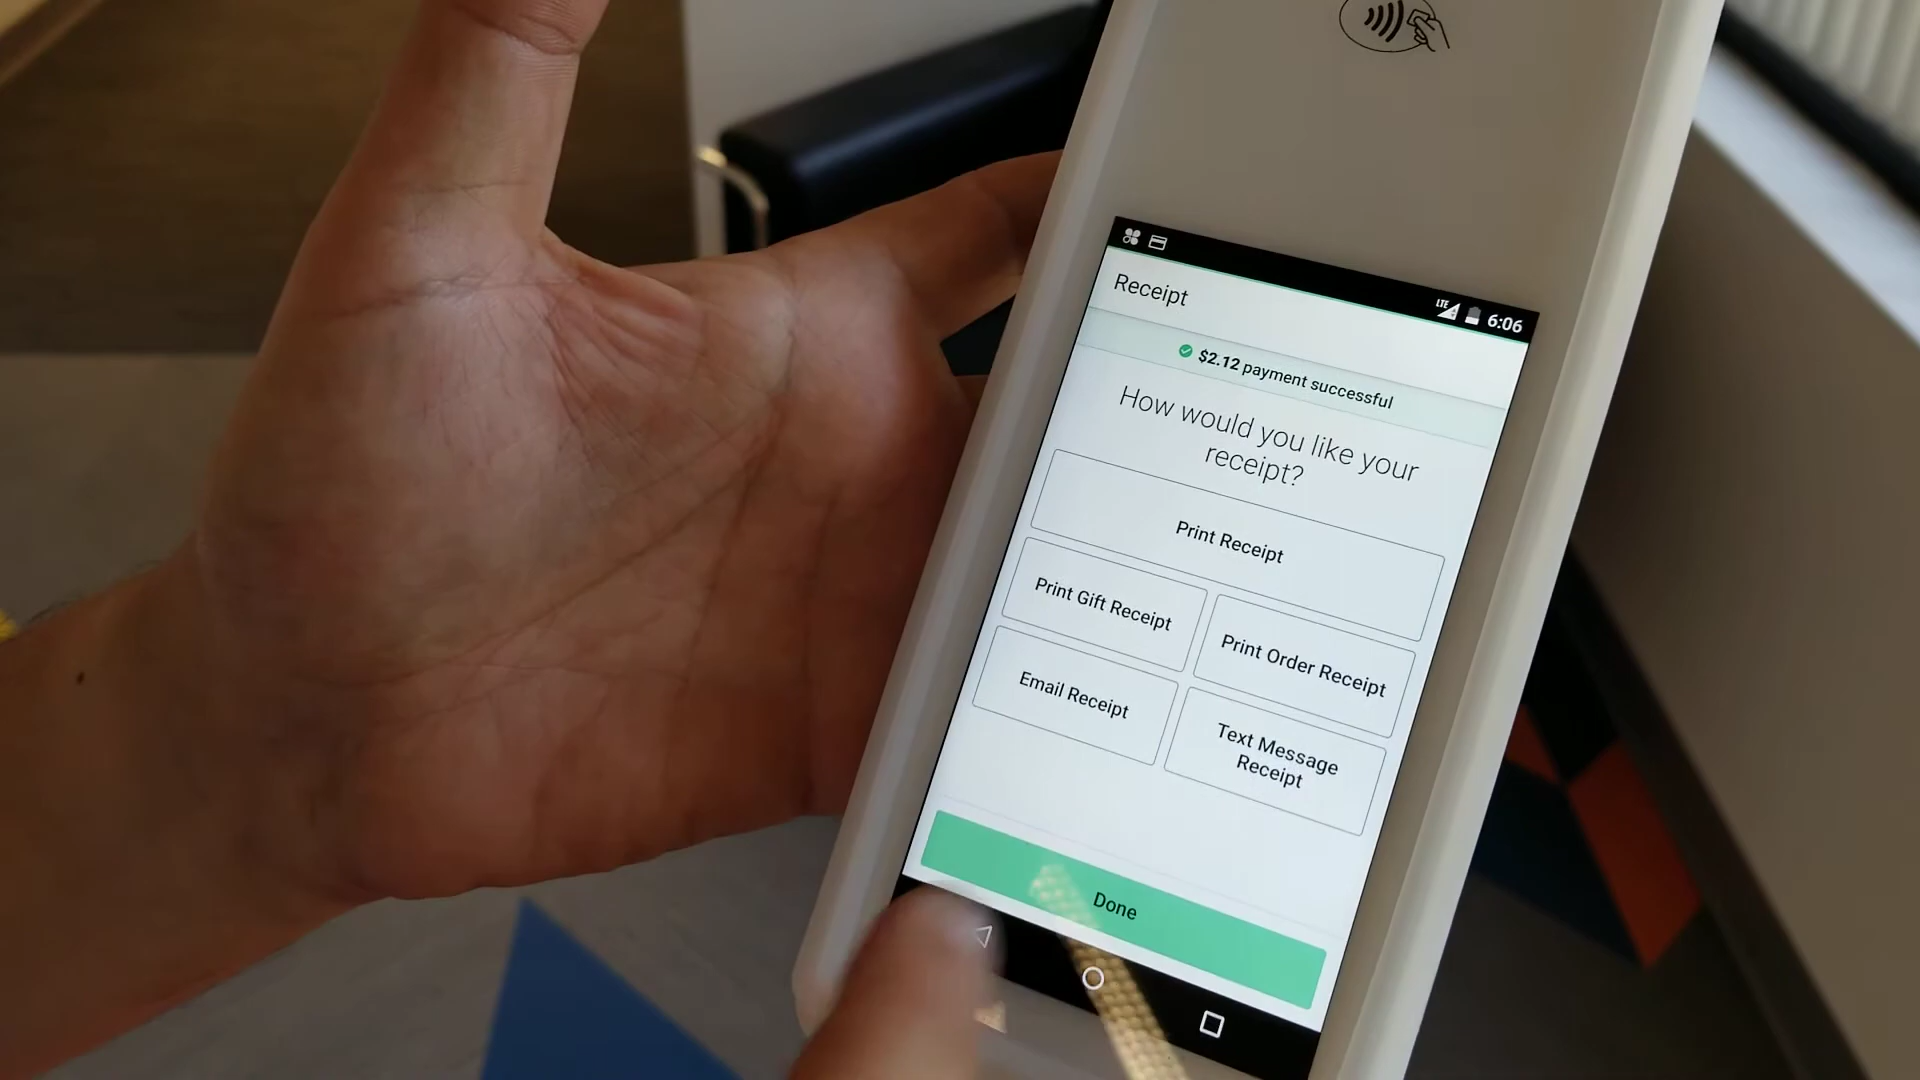 LTE 6:06
Receipt
$2.12 payment successful
How would you like your
receipt?
Print Receipt
Print Gift Receipt
Print Order Receipt
Email Receipt
Text Message
Receipt
Done